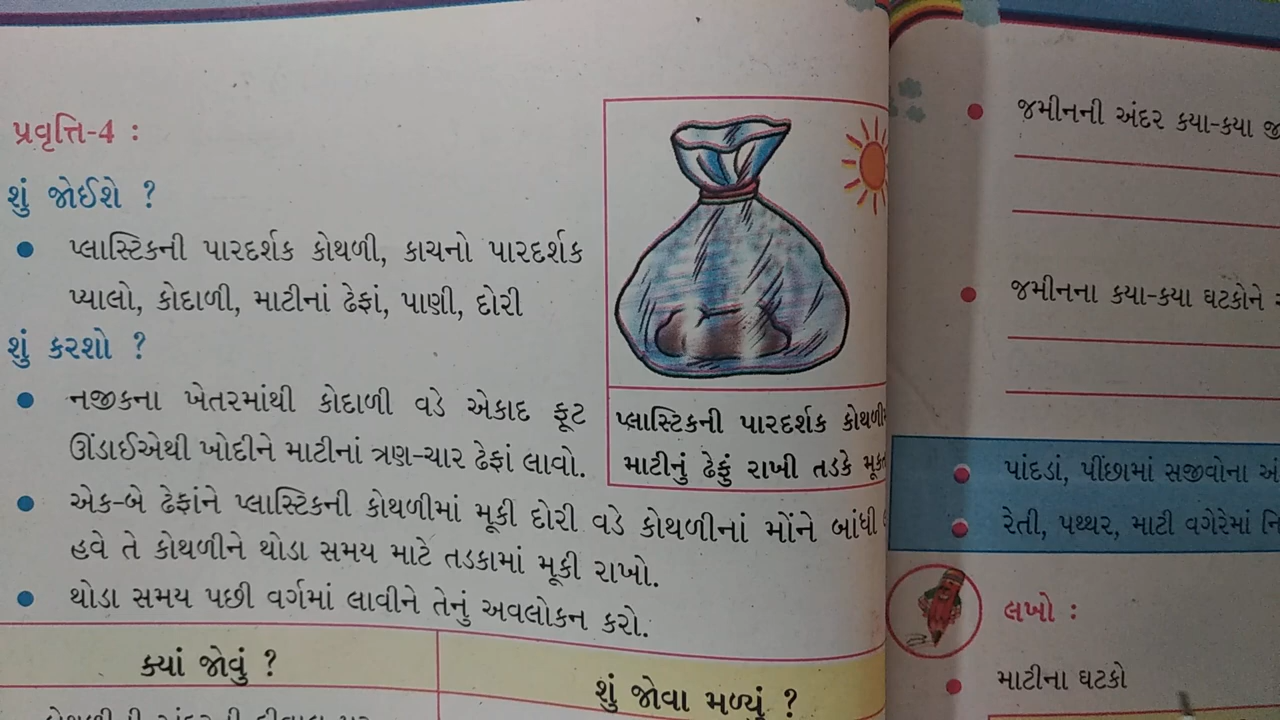 પ્રવૃત્તિ-4 :
શું જોઈશે ?
પ્લાસ્ટિકની પારદર્શક કોથળી, કાચનો પારદર્શક
પ્યાલો, કોદાળી, માટીનાં ઢેફાં, પાણી, દોરી
શું કરશો ?
નજીકના ખેતરમાંથી કોદાળી વડે એકાદ ફૂટ
ઊંડાઈએથી ખોદીને માટીનાં ત્રણ-ચાર ઢેફાં લાવો.
પ્લાસ્ટિકની પારદર્શક
માટીનું ઢેફું રાખી તડકે
એક-બે ઢેફાંને પ્લાસ્ટિકની કોથળીમાં મૂકી દોરી વડે કોથળીનાં મોંને બાંધી
હવે તે કોથળીને થોડા સમય માટે તડકામાં મૂકી રાખો.
થોડા સમય પછી વર્ગમાં લાવીને તેનું અવલોકન કરો.
ક્યાં જોવું ?
શું જોવા મળ્યું ?
જમીનની અંદર કયા-કયા
જમીનના કયા-કયા ઘટકોને
પાંદડાં, પીંછામાં સજીવોના
રેતી, પથ્થર, માટી વગેરેમાં
લખો :
માટીના ઘટકો